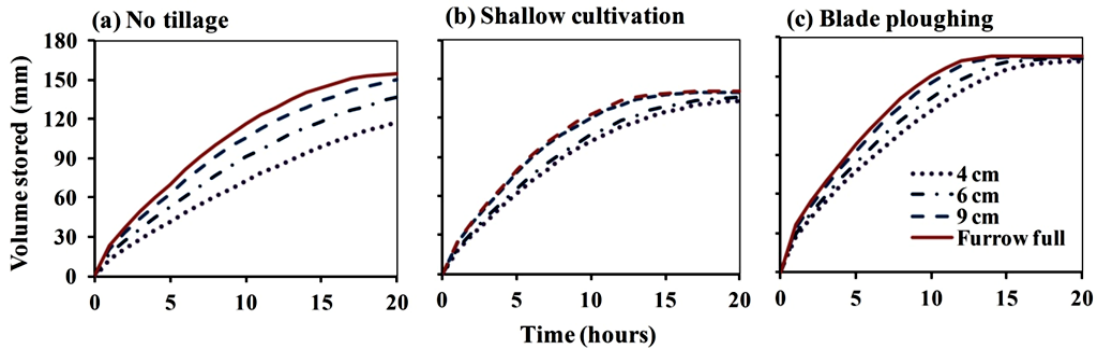 (a) No tillage
(b) Shallow cultivation
(c) Blade ploughing
Volume stored (mm)
180
150
120
90
60
30
0
0 5 10 15 20
0 5 10 15 20
0 5 10 15 20
4 cm
6 cm
9 cm
Furrow full
Time (hours)